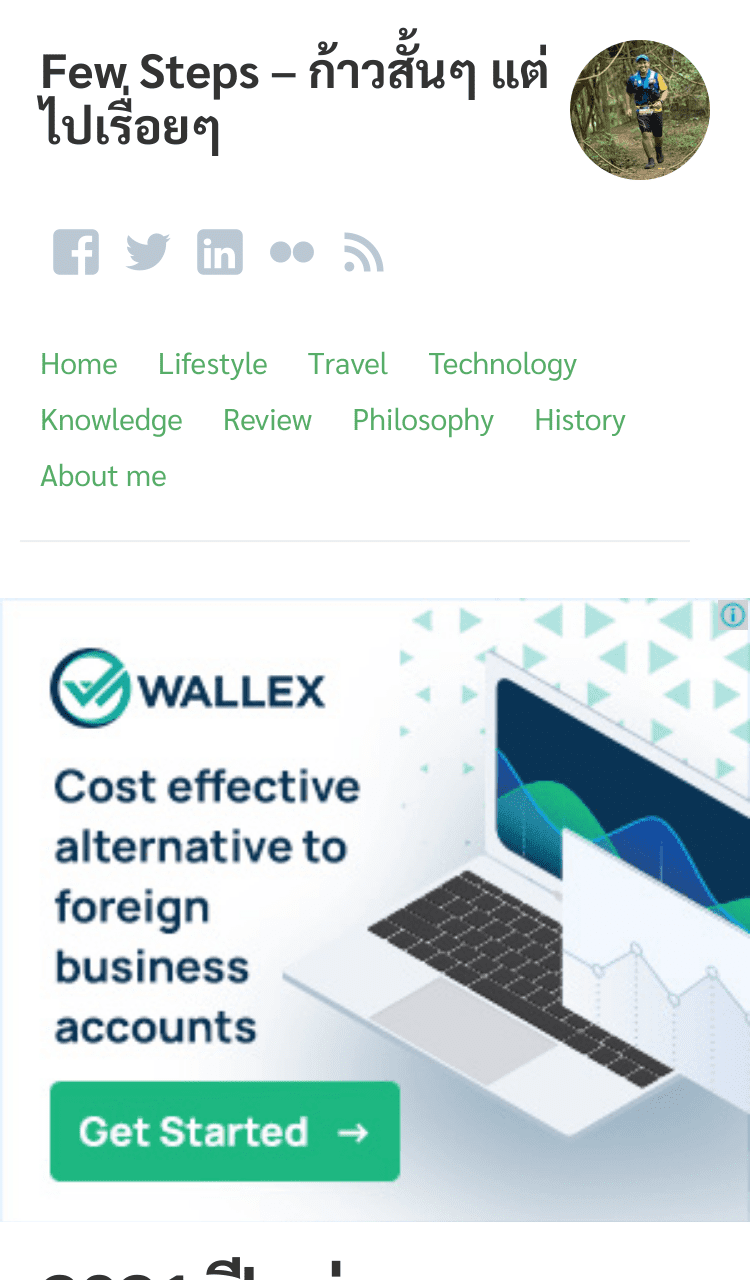 Few Steps – ก้าวสั้นๆ แต่
ไปเรื่อยๆ
Home Lifestyle Travel Technology
Knowledge Review Philosophy History
About me
WALLEX
Cost effective
alternative to
foreign
business
accounts
Get Started →